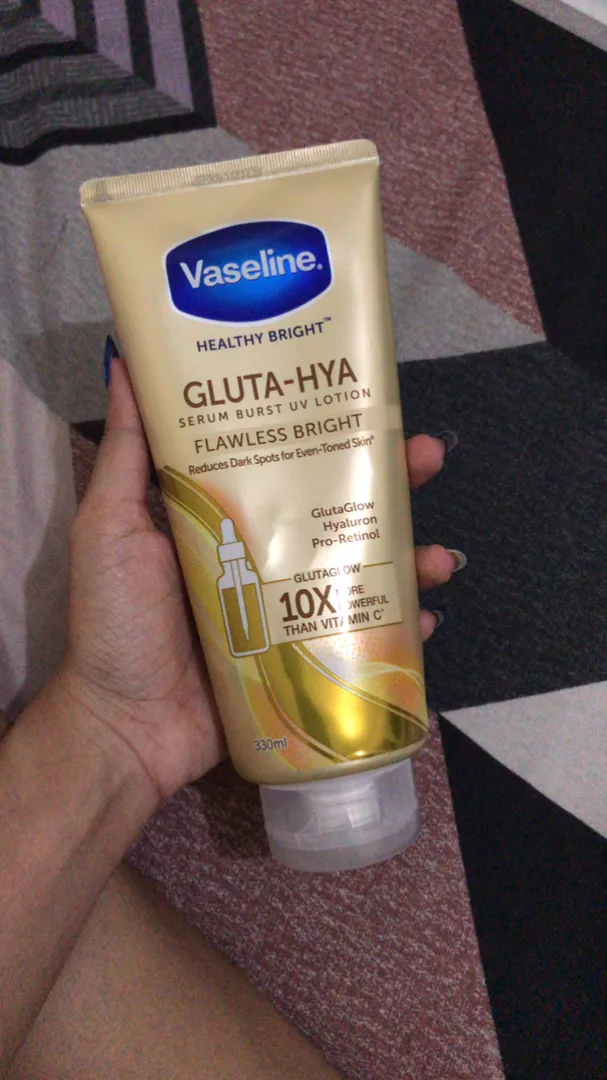 Vaseline.
HEALTHY BRIGHT™
GLUTA-HYA
SERUM BURST UV LOTION
FLAWLESS BRIGHT
Reduces Dark Spots for Even-Toned Skin*
GlutaGlow
Hyaluron
Pro-Retinol
GLUTAGLOW
10X MORE
POWERFUL
THAN VITAMIN C*
330ml